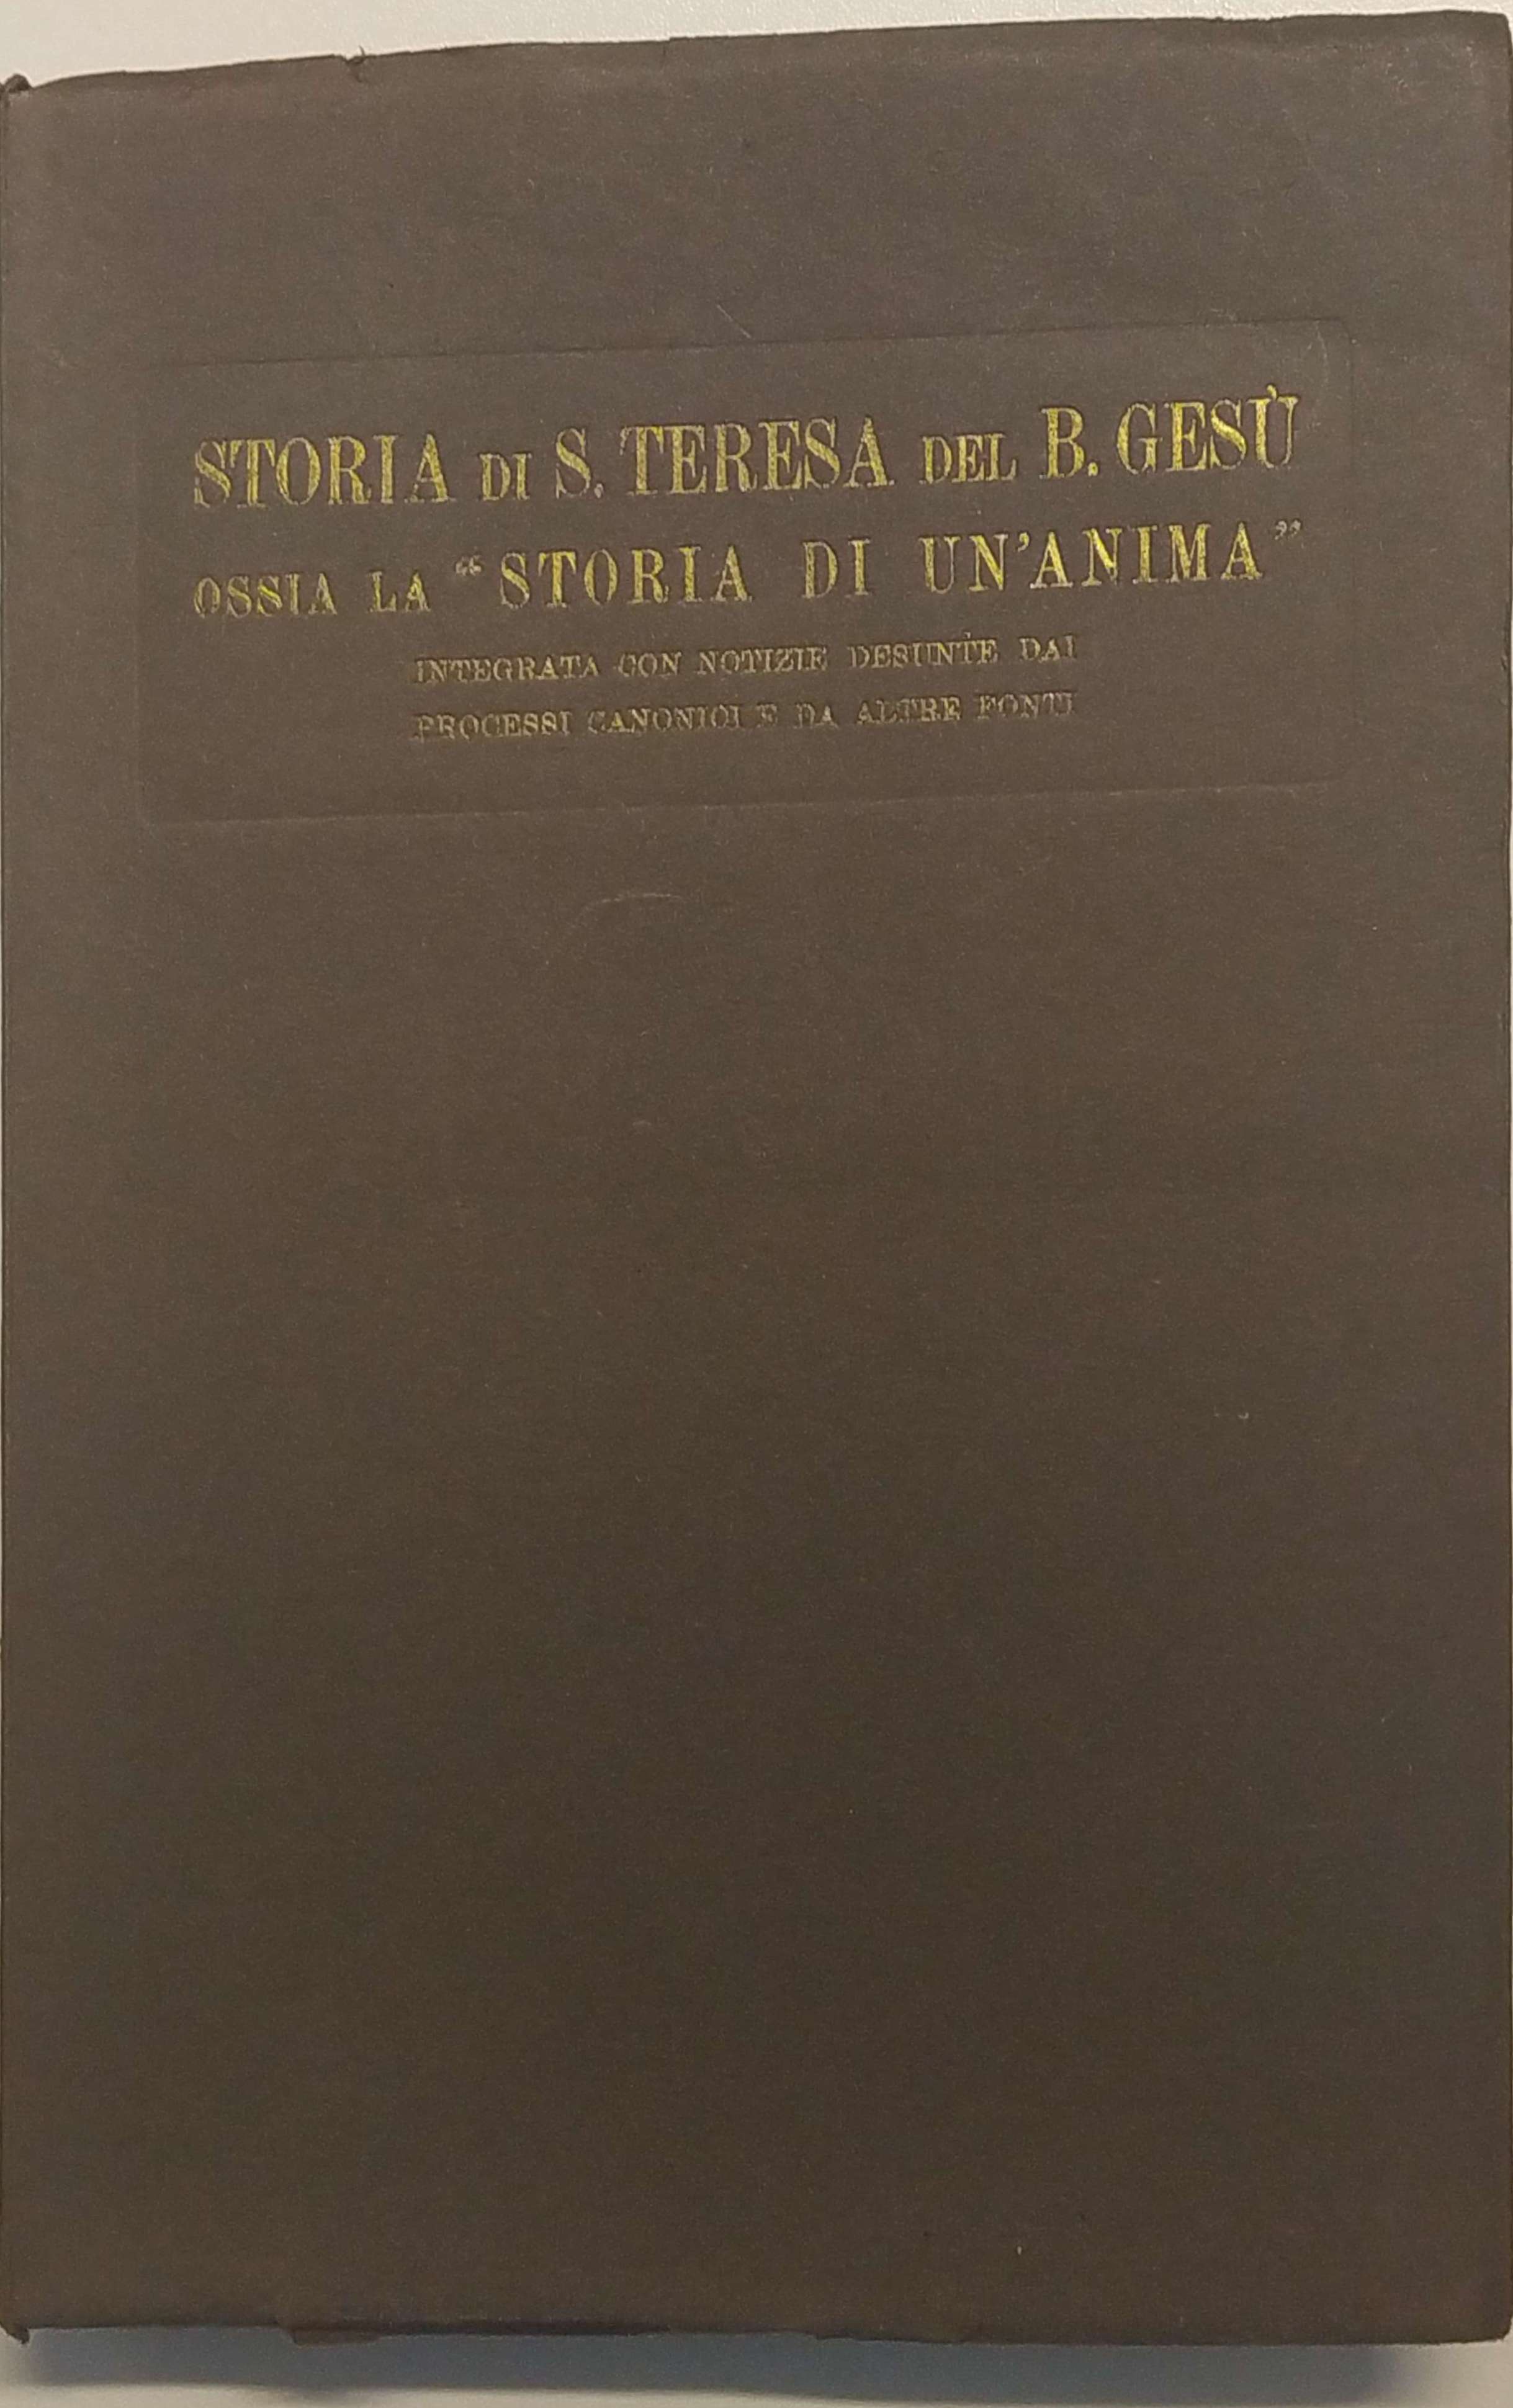 STORIA DI S. TERESA DEL B. GESÙ
OSSIA LA “STORIA DI UN’ANIMA”
INTEGRATA CON NOTIZIE DESUNTE DAI
PROCESSI CANONICI E DA ALTRE FONTI